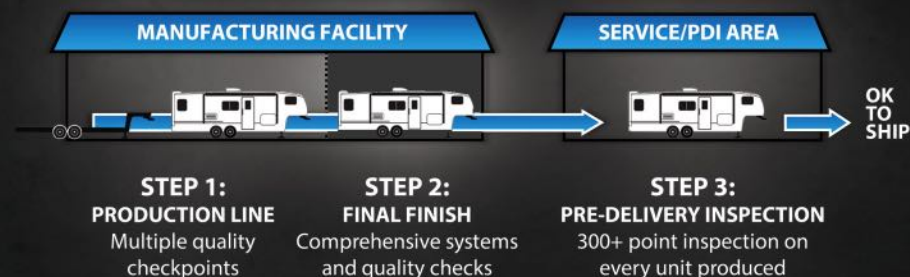 MANUFACTURING FACILITY
SERVICE/PDI AREA
OK
TO
SHIP
STEP 1:
PRODUCTION LINE
Multiple quality
checkpoints
STEP 2:
FINAL FINISH
Comprehensive systems
and quality checks
STEP 3:
PRE-DELIVERY INSPECTION
300+ point inspection on
every unit produced